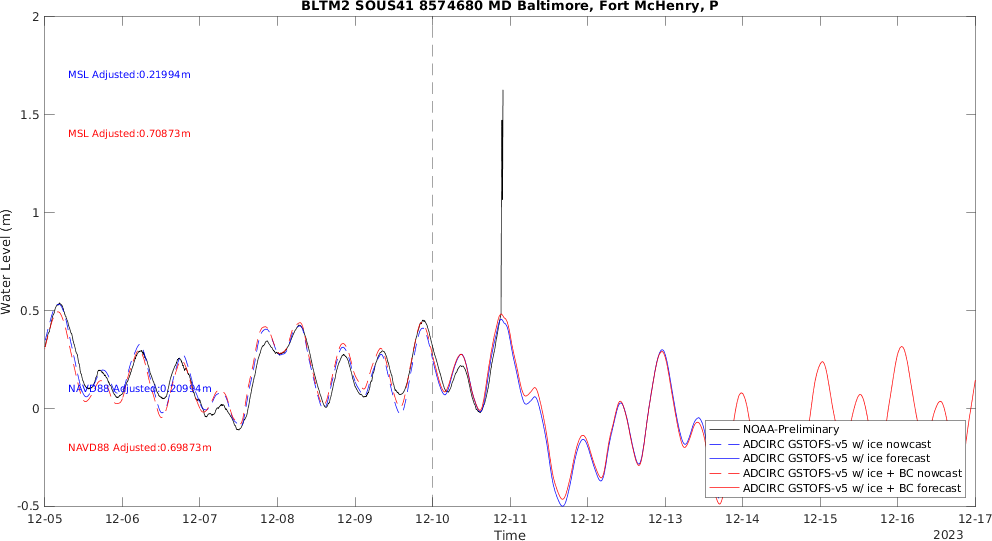 BLTM2 SOUS41 8574680 MD Baltimore, Fort McHenry, P
2
1.5
1
0.5
0
-0.5
Water Level (m)
MSL Adjusted:0.21994m
MSL Adjusted:0.70873m
NAVD88 Adjusted:0.20994m
NAVD88 Adjusted:0.69873m
NOAA-Preliminary
ADCIRC GSTOFS-v5 w/ ice nowcast
ADCIRC GSTOFS-v5 w/ ice forecast
ADCIRC GSTOFS-v5 w/ ice + BC nowcast
ADCIRC GSTOFS-v5 w/ ice + BC forecast
12-05 12-06 12-07 12-08 12-09 12-10 12-11 12-12 12-13 12-14 12-15 12-16 12-17
Time
2023